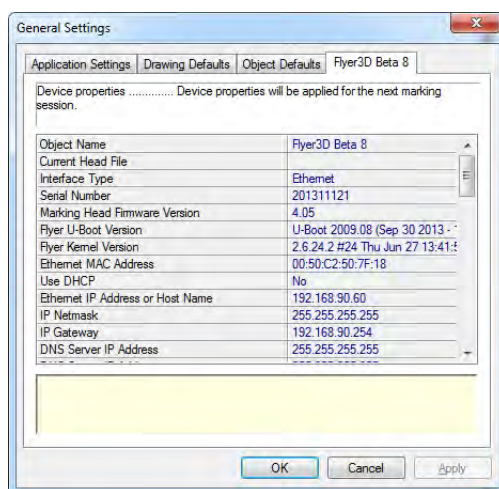 General Settings
x
Application Settings Drawing Defaults Object Defaults Flyer3D Beta 8
Device properties .............. Device properties will be applied for the next marking
session.
Object Name Flyer3D Beta 8
Current Head File
Interface Type Ethernet
Serial Number 201311121
Marking Head Firmware Version 4.05
Flyer U-Boot Version U-Boot 2009.08 (Sep 30 2013 -
Flyer Kernel Version 2.6.24.2 #24 Thu Jun 27 13:41:5
Ethernet MAC Address 00:50:C2:50:7F:18
Use DHCP No
Ethernet IP Address or Host Name 192.168.90.60
IP Netmask 255.255.255.255
IP Gateway 192.168.90.254
DNS Server IP Address 255.255.255.255
OK Cancel Apply